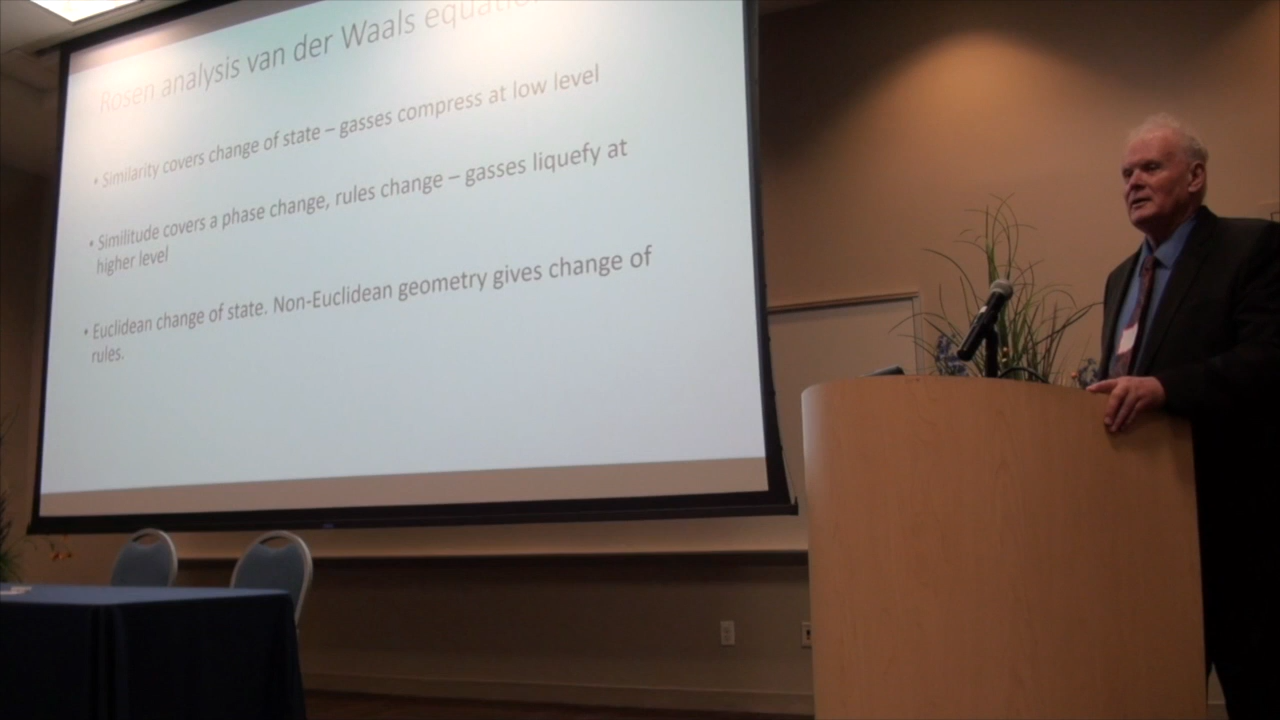 Rosen analysis van der Waals equation
• Similarity covers change of state – gasses compress at low level
• Similitude covers a phase change, rules change – gasses liquefy at
higher level
• Euclidean change of state. Non-Euclidean geometry gives change of
rules.